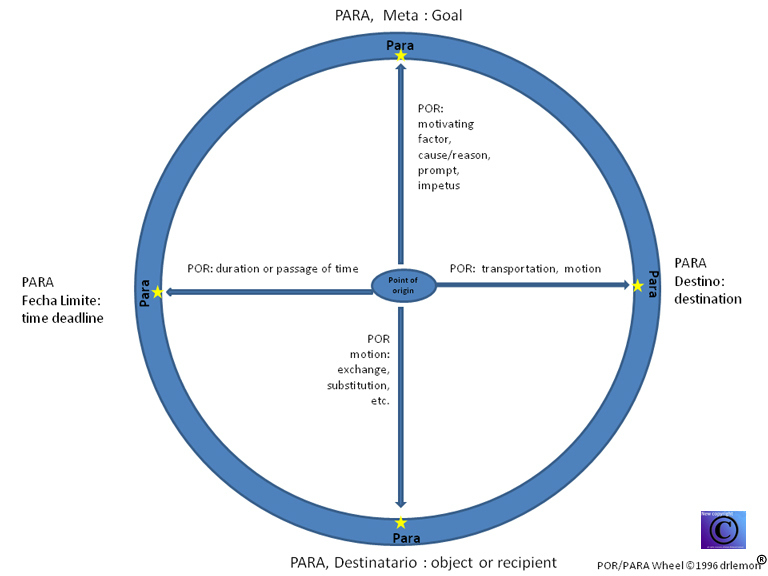 PARA, Meta : Goal
Para
POR:
motivating
factor,
cause/reason,
prompt,
impetus
POR: duration or passage of time
Point of
origin
POR: transportation, motion
PARA
Fecha Limite:
time deadline
Para
Para
PARA
Destino:
destination
POR
motion:
exchange,
substitution,
etc.
Para
PARA, Destinatario : object or recipient
©
POR/PARA Wheel ©1996 drlemon®